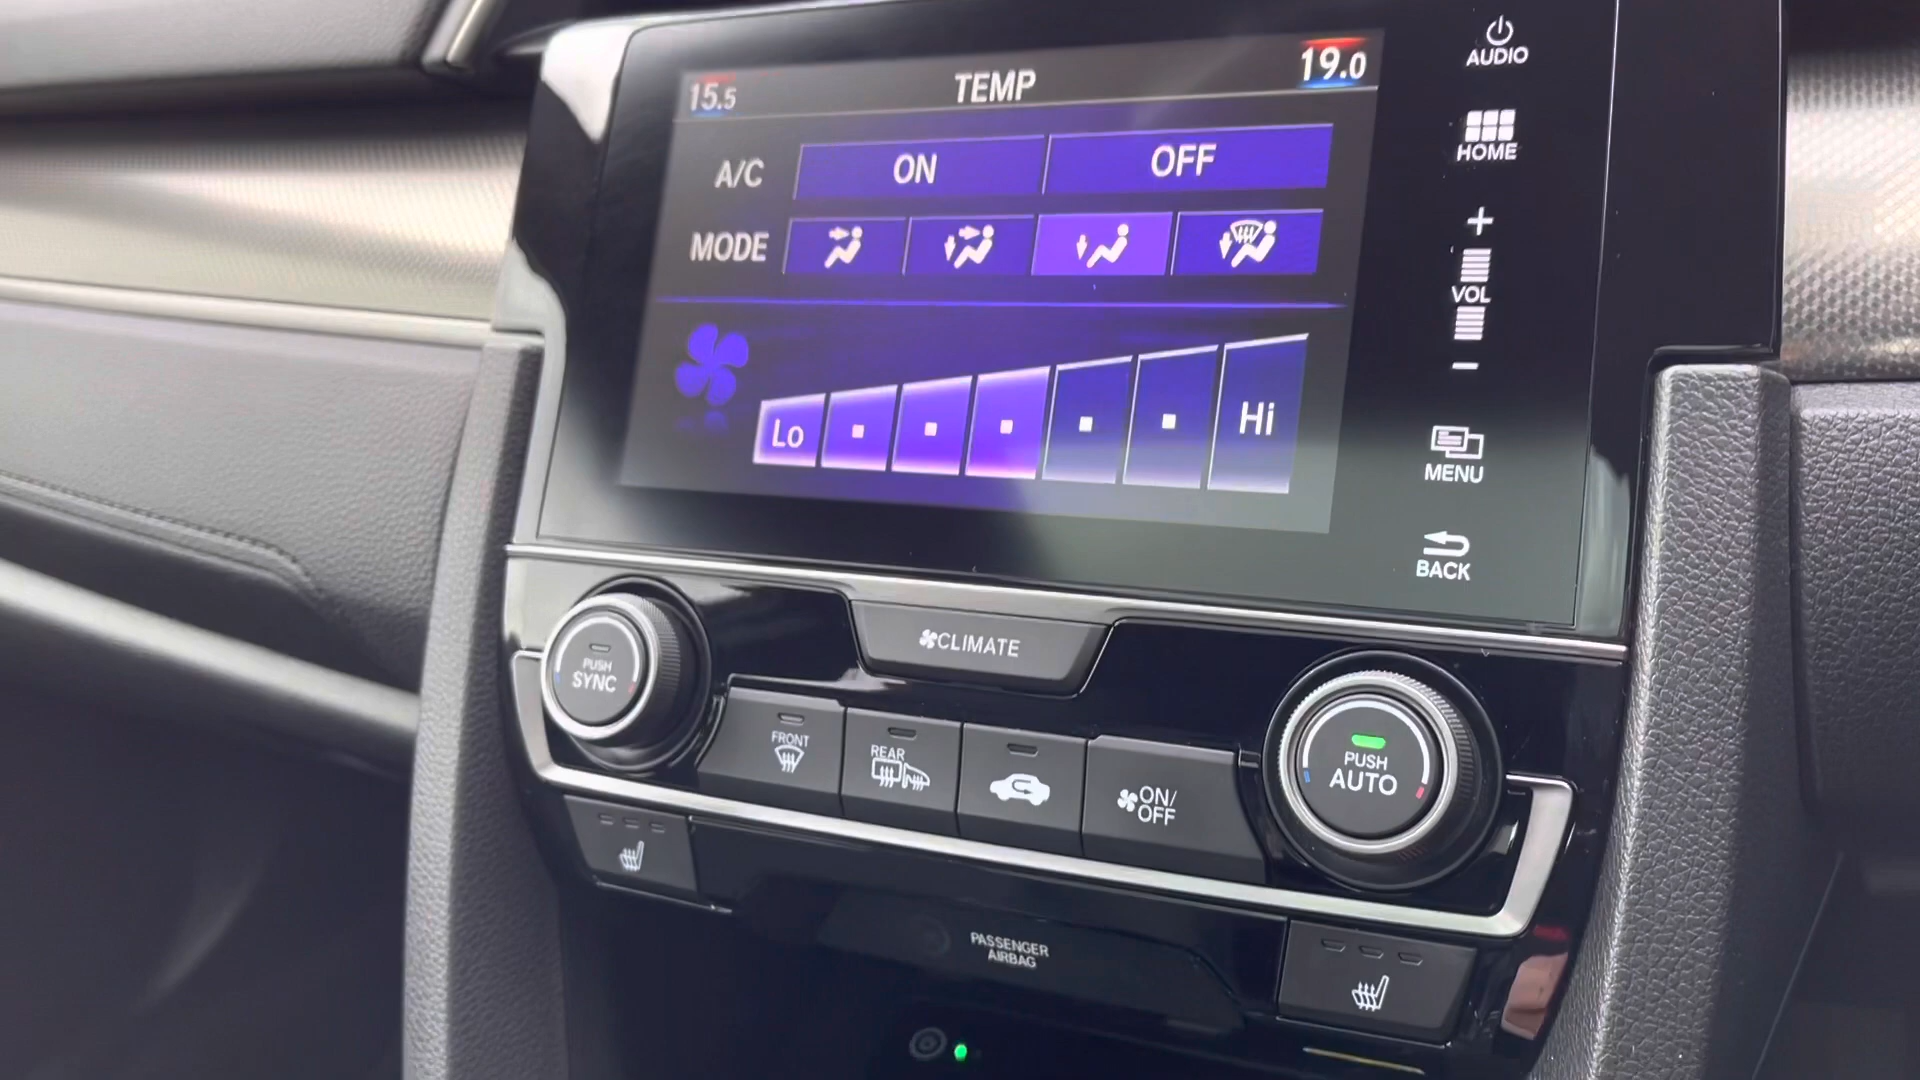 15.5 TEMP 19.0
A/C ON OFF
MODE
Lo Hi
AUDIO
HOME
+
VOL
−
MENU
BACK
CLIMATE
PUSH
SYNC
FRONT
REAR
ON/
OFF
PUSH
AUTO
PASSENGER
AIRBAG